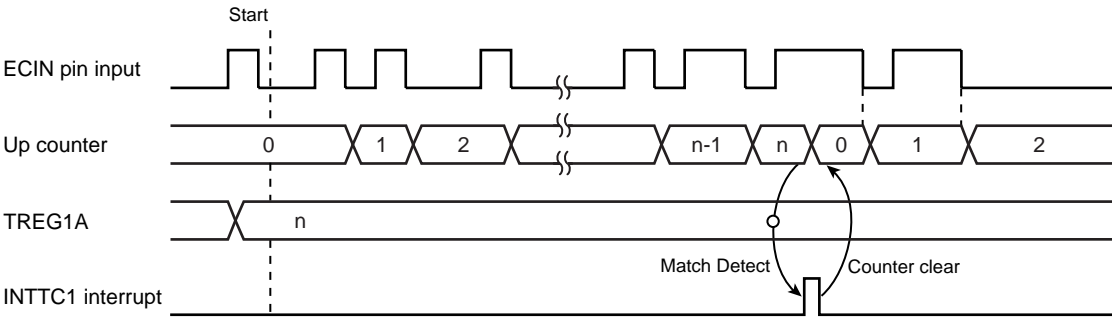 Start
ECIN pin input
Up counter 0 1 2 n-1 n 0 1 2
TREG1A n
Match Detect Counter clear
INTTC1 interrupt